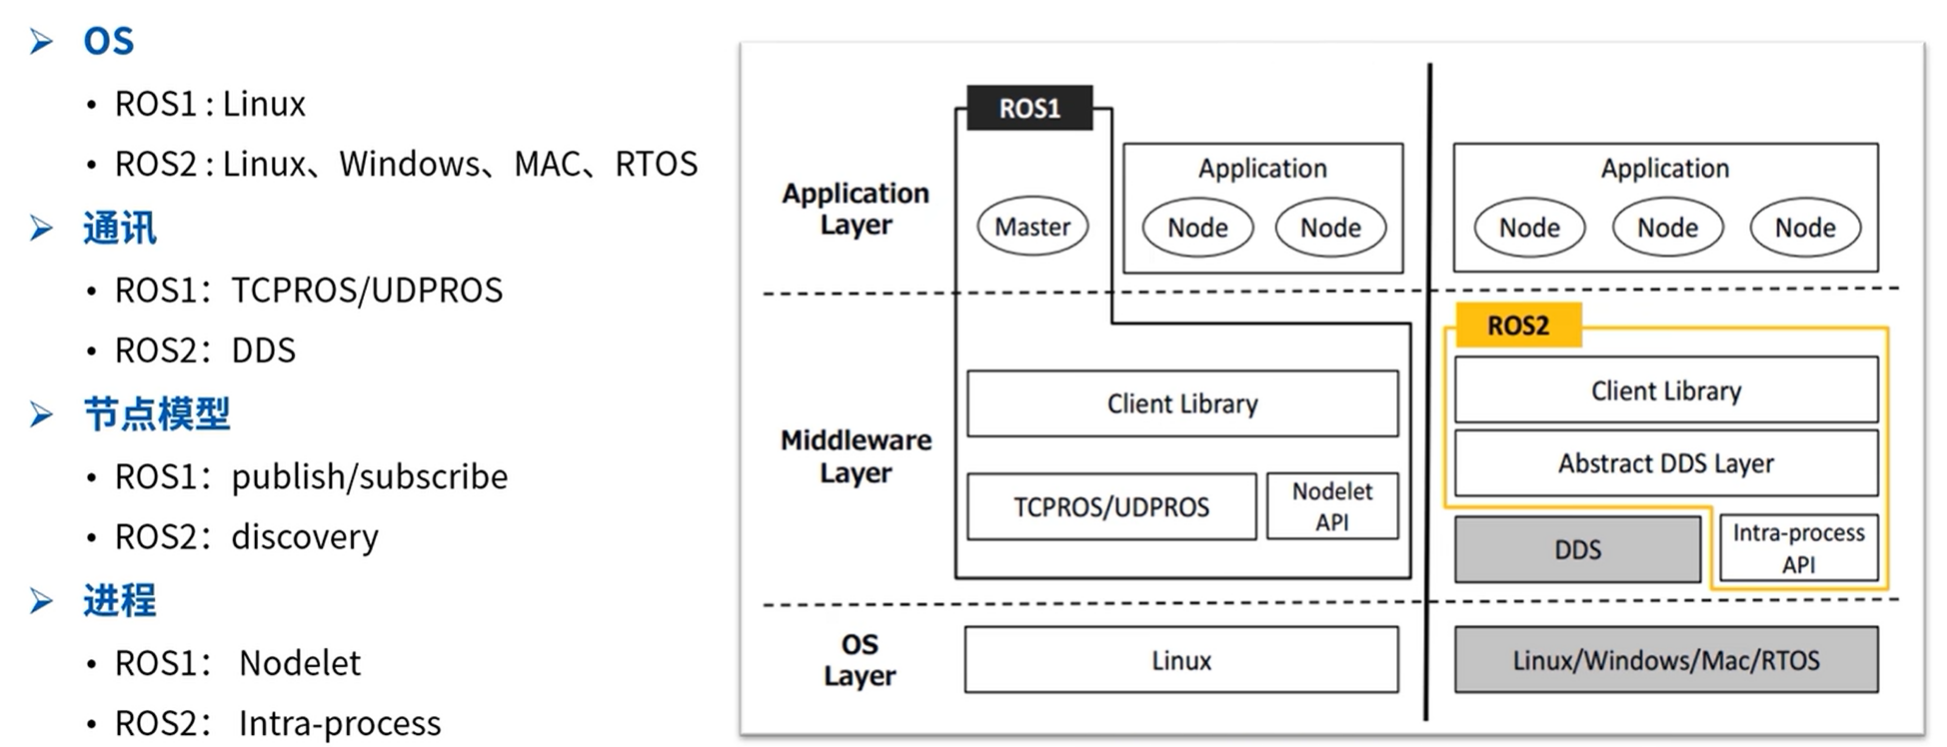 ➢ OS
• ROS1 : Linux
• ROS2 : Linux、Windows、MAC、RTOS
➢ 通讯
• ROS1：TCPROS/UDPROS
• ROS2：DDS
➢ 节点模型
• ROS1：publish/subscribe
• ROS2：discovery
➢ 进程
• ROS1： Nodelet
• ROS2： Intra-process
ROS1
Application
Layer
Master
Application
Node Node
Application
Node Node Node
Middleware
Layer
Client Library
TCPROS/UDPROS
Nodelet
API
ROS2
Client Library
Abstract DDS Layer
DDS
Intra-process
API
OS
Layer
Linux
Linux/Windows/Mac/RTOS